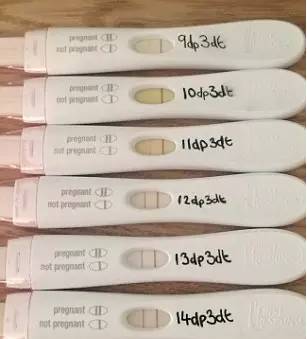 pregnant
not pregnant
9dp3dt
pregnant
not pregnant
10dp3dt
pregnant
not pregnant
11dp3dt
pregnant
not pregnant
12dp3dt
pregnant
not pregnant
13dp3dt
pregnant
not pregnant
14dp3dt